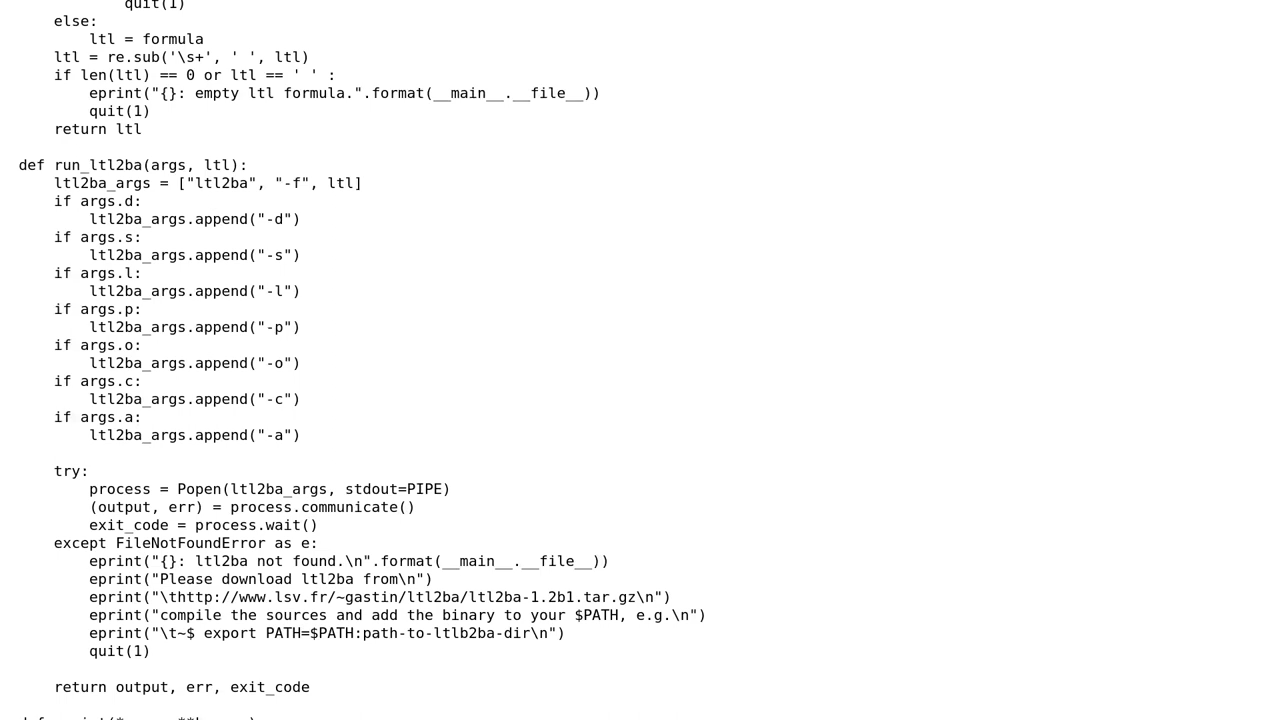 quit(1)
    else:
        ltl = formula
    ltl = re.sub('\s+', ' ', ltl)
    if len(ltl) == 0 or ltl == ' ' :
        eprint("{}: empty ltl formula.".format(__main__.__file__))
        quit(1)
    return ltl

def run_ltl2ba(args, ltl):
    ltl2ba_args = ["ltl2ba", "-f", ltl]
    if args.d:
        ltl2ba_args.append("-d")
    if args.s:
        ltl2ba_args.append("-s")
    if args.l:
        ltl2ba_args.append("-l")
    if args.p:
        ltl2ba_args.append("-p")
    if args.o:
        ltl2ba_args.append("-o")
    if args.c:
        ltl2ba_args.append("-c")
    if args.a:
        ltl2ba_args.append("-a")

    try:
        process = Popen(ltl2ba_args, stdout=PIPE)
        (output, err) = process.communicate()
        exit_code = process.wait()
    except FileNotFoundError as e:
        eprint("{}: ltl2ba not found.\n".format(__main__.__file__))
        eprint("Please download ltl2ba from\n")
        eprint("\thttp://www.lsv.fr/~gastin/ltl2ba/ltl2ba-1.2b1.tar.gz\n")
        eprint("compile the sources and add the binary to your $PATH, e.g.\n")
        eprint("\t~$ export PATH=$PATH:path-to-ltlb2ba-dir\n")
        quit(1)

    return output, err, exit_code